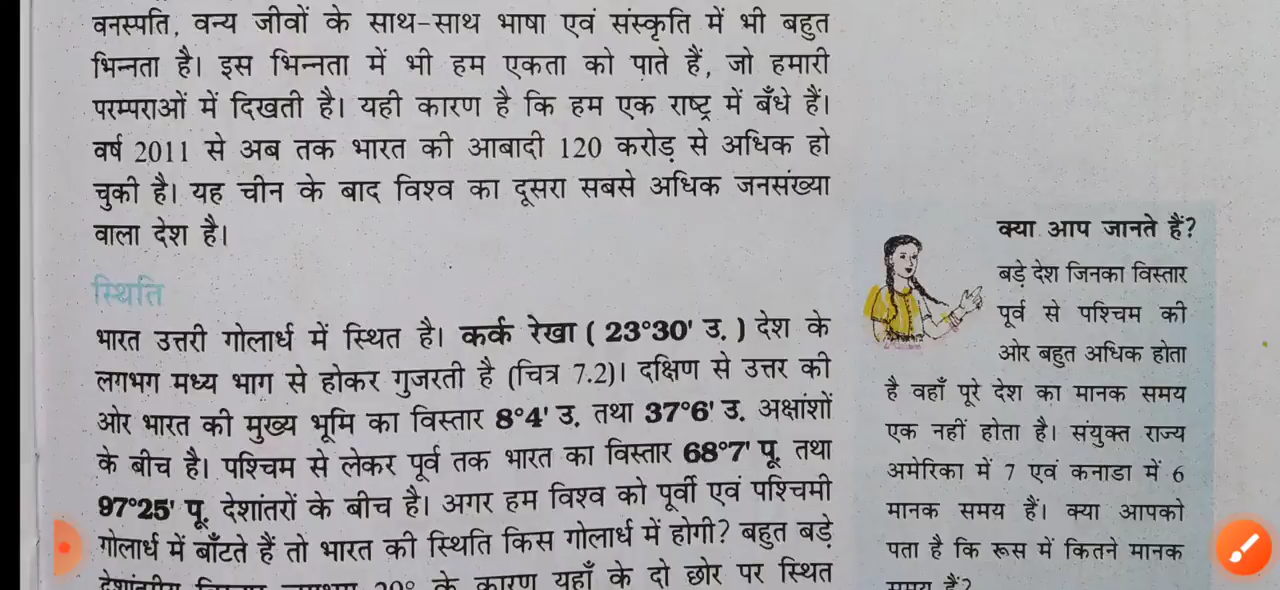 वनस्पति, वन्य जीवों के साथ-साथ भाषा एवं संस्कृति में भी बहुत
भिन्नता है। इस भिन्नता में भी हम एकता को पाते हैं, जो हमारी
परम्पराओं में दिखती है। यही कारण है कि हम एक राष्ट्र में बँधे हैं।
वर्ष 2011 से अब तक भारत की आबादी 120 करोड़ से अधिक हो
चुकी है। यह चीन के बाद विश्व का दूसरा सबसे अधिक जनसंख्या
वाला देश है।
स्थिति
भारत उत्तरी गोलार्ध में स्थित है। कर्क रेखा ( 23°30' उ. ) देश के
लगभग मध्य भाग से होकर गुजरती है (चित्र 7.2)। दक्षिण से उत्तर की
ओर भारत की मुख्य भूमि का विस्तार 8°4' उ. तथा 37°6' उ. अक्षांशों
के बीच है। पश्चिम से लेकर पूर्व तक भारत का विस्तार 68°7' पू. तथा
97°25' पू. देशांतरों के बीच है। अगर हम विश्व को पूर्वी एवं पश्चिमी
गोलार्ध में बाँटते हैं तो भारत की स्थिति किस गोलार्ध में होगी? बहुत बड़े
के कारण यहाँ के दो छोर पर स्थित
क्या आप जानते हैं?
बड़े देश जिनका विस्तार
पूर्व से पश्चिम की
ओर बहुत अधिक होता
है वहाँ पूरे देश का मानक समय
एक नहीं होता है। संयुक्त राज्य
अमेरिका में 7 एवं कनाडा में 6
मानक समय हैं। क्या आपको
पता है कि रूस में कितने मानक